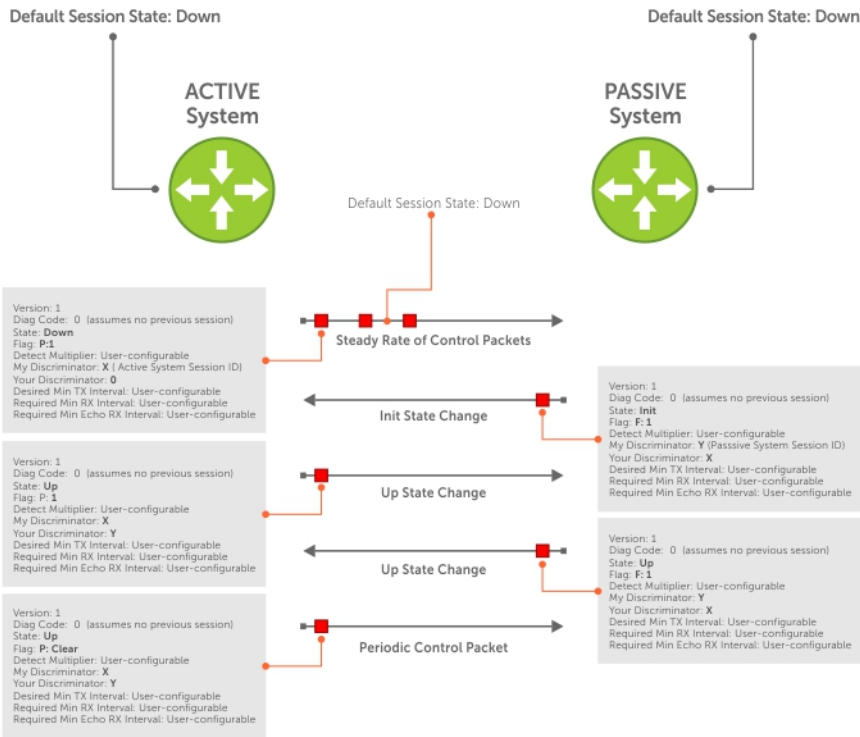 Default Session State: Down
Default Session State: Down
ACTIVE
System
PASSIVE
System
Default Session State: Down
Version: 1
Diag Code:  0  (assumes no previous session)
State: Down
Flag: P:1
Detect Multiplier: User-configurable
My Discriminator: X ( Active System Session ID)
Your Discriminator: 0
Desired Min TX Interval: User-configurable
Required Min RX Interval: User-configurable
Required Min Echo RX Interval: User-configurable
Steady Rate of Control Packets
Init State Change
Version: 1
Diag Code:  0  (assumes no previous session)
State: Init
Flag: F: 1
Detect Multiplier: User-configurable
My Discriminator: Y (Passsive System Session ID)
Your Discriminator: X
Desired Min TX Interval: User-configurable
Required Min RX Interval: User-configurable
Required Min Echo RX Interval: User-configurable
Version: 1
Diag Code:  0  (assumes no previous session)
State: Up
Flag: P: 1
Detect Multiplier: User-configurable
My Discriminator: X
Your Discriminator: Y
Desired Min TX Interval: User-configurable
Required Min RX Interval: User-configurable
Required Min Echo RX Interval: User-configurable
Up State Change
Up State Change
Version: 1
Diag Code:  0  (assumes no previous session)
State: Up
Flag: F: 1
Detect Multiplier: User-configurable
My Discriminator: Y
Your Discriminator: X
Desired Min TX Interval: User-configurable
Required Min RX Interval: User-configurable
Required Min Echo RX Interval: User-configurable
Version: 1
Diag Code:  0  (assumes no previous session)
State: Up
Flag: P: Clear
Detect Multiplier: User-configurable
My Discriminator: X
Your Discriminator: Y
Desired Min TX Interval: User-configurable
Required Min RX Interval: User-configurable
Required Min Echo RX Interval: User-configurable
Periodic Control Packet